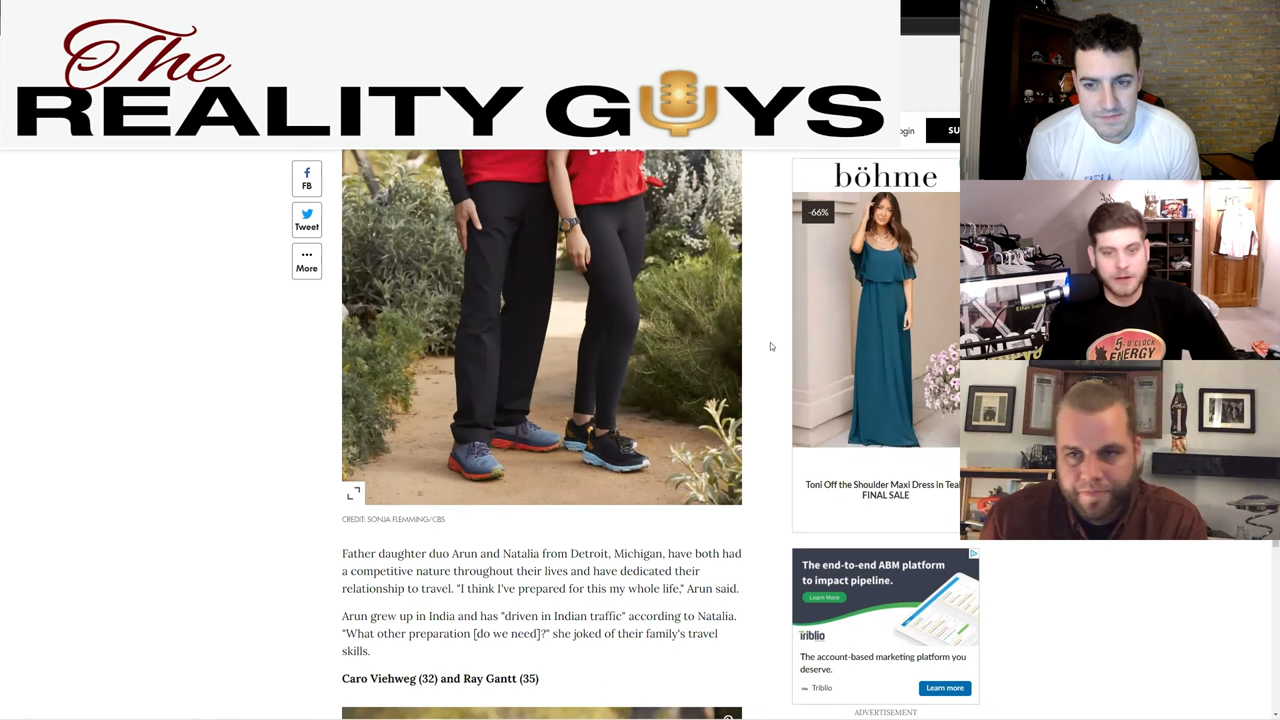 The
REALITY GUYS
ogin
SU
FB
Tweet
More
böhme
-66%
Toni Off the Shoulder Maxi Dress in Tea
FINAL SALE
5-O'CLOCK
ENERGY
CREDIT: SONJA FLEMMING/CBS
Father daughter duo Arun and Natalia from Detroit, Michigan, have both had
a competitive nature throughout their lives and have dedicated their
relationship to travel. "I think I've prepared for this my whole life," Arun said.
Arun grew up in India and has "driven in Indian traffic" according to Natalia.
"What other preparation [do we need]?" she joked of their family's travel
skills.
Caro Viehweg (32) and Ray Gantt (35)
The end-to-end ABM platform
to impact pipeline.
Learn More
Triblio
The account-based marketing platform you
deserve.
Triblio
Learn more
ADVERTISEMENT